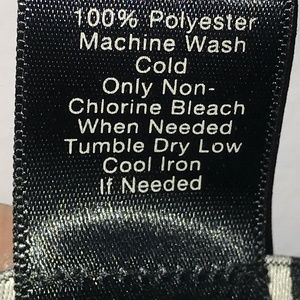 100% Polyester
Machine Wash
Cold
Only Non-
Chlorine Bleach
When Needed
Tumble Dry Low
Cool Iron
If Needed